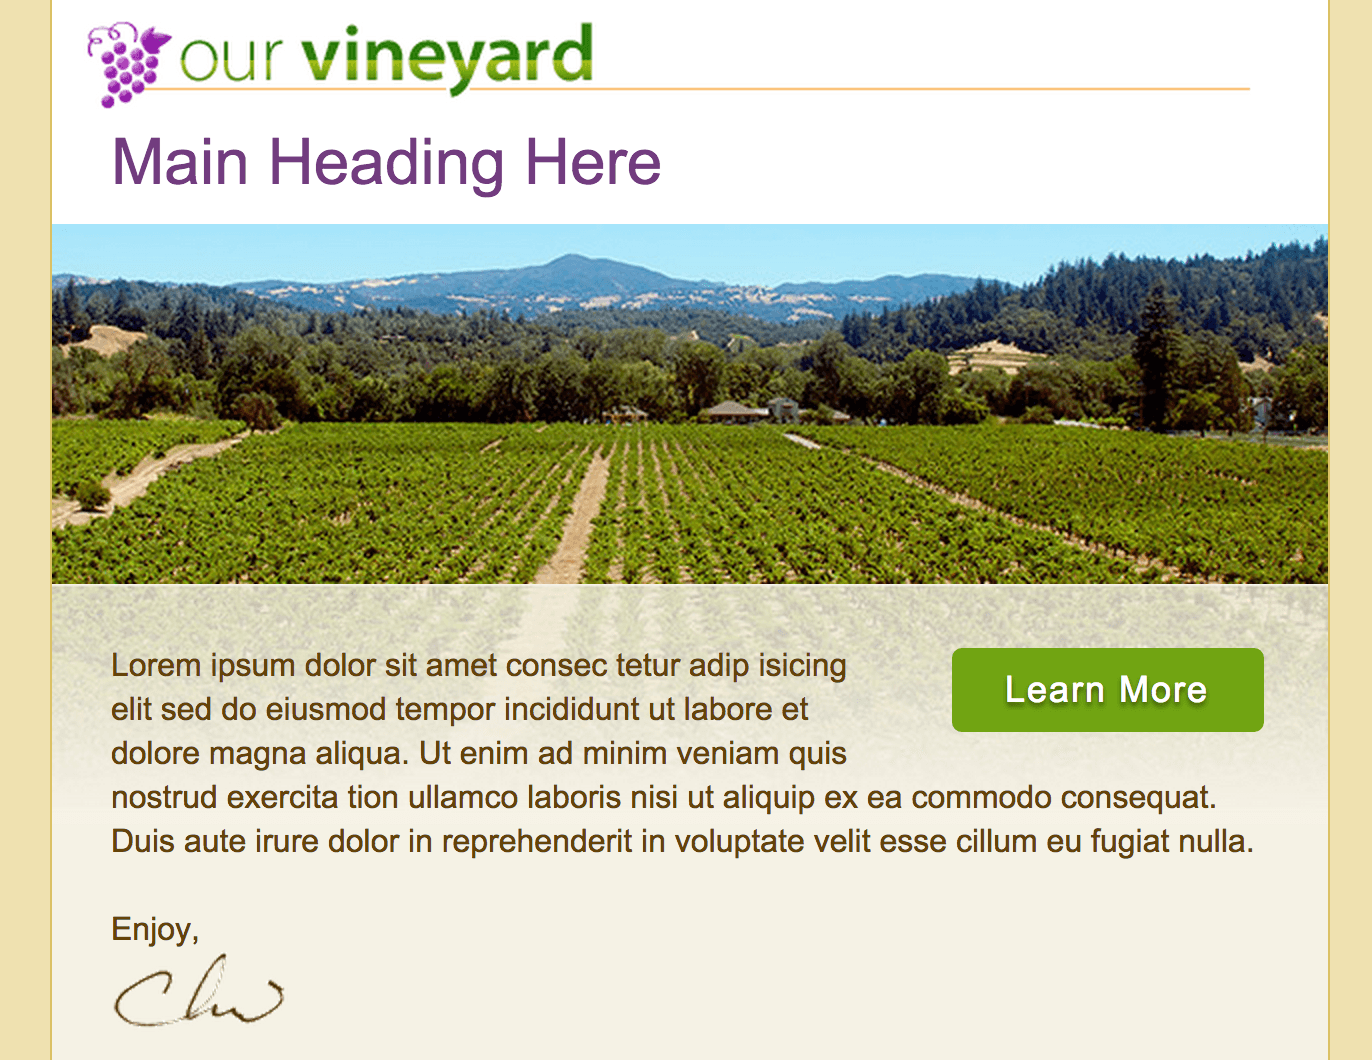 our vineyard
Main Heading Here
Lorem ipsum dolor sit amet consec tetur adip isicing
elit sed do eiusmod tempor incididunt ut labore et
dolore magna aliqua. Ut enim ad minim veniam quis
nostrud exercita tion ullamco laboris nisi ut aliquip ex ea commodo consequat.
Duis aute irure dolor in reprehenderit in voluptate velit esse cillum eu fugiat nulla.
Learn More
Enjoy,